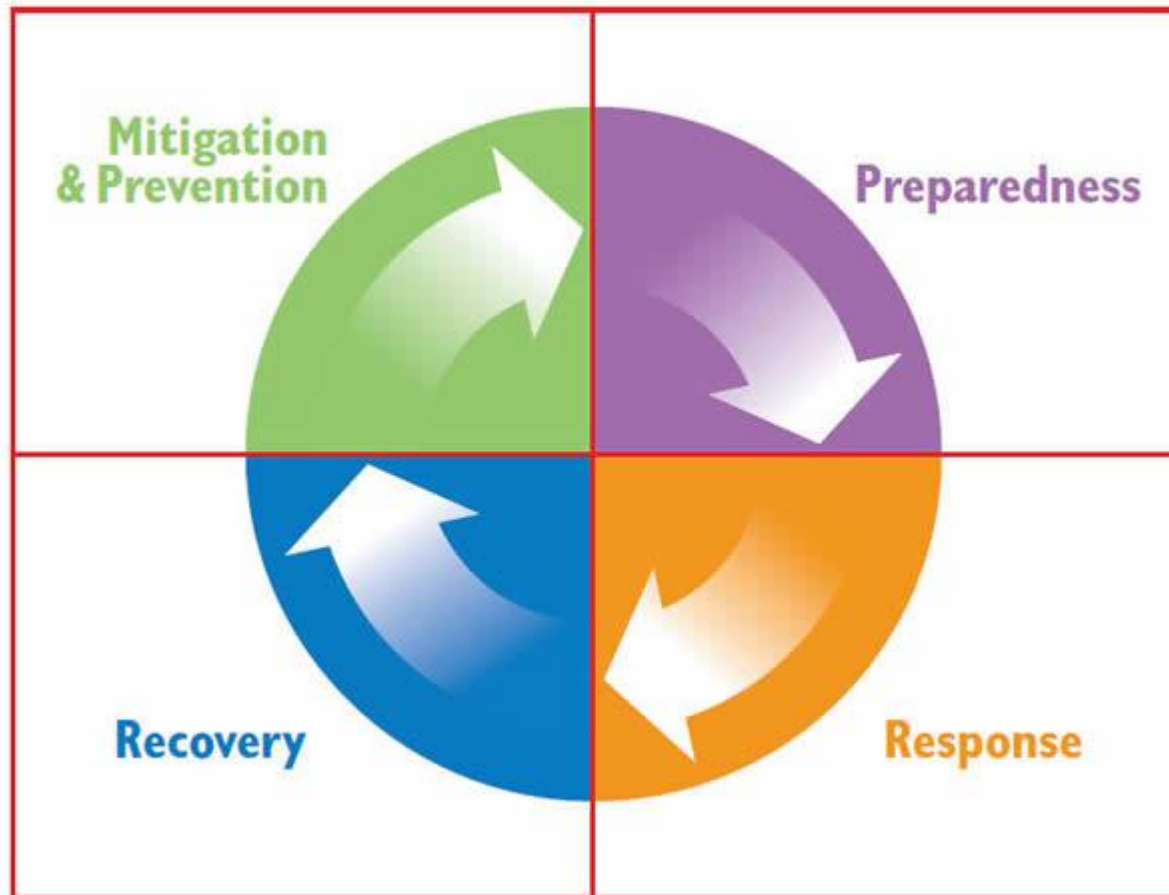 Mitigation
& Prevention
Preparedness
Recovery
Response